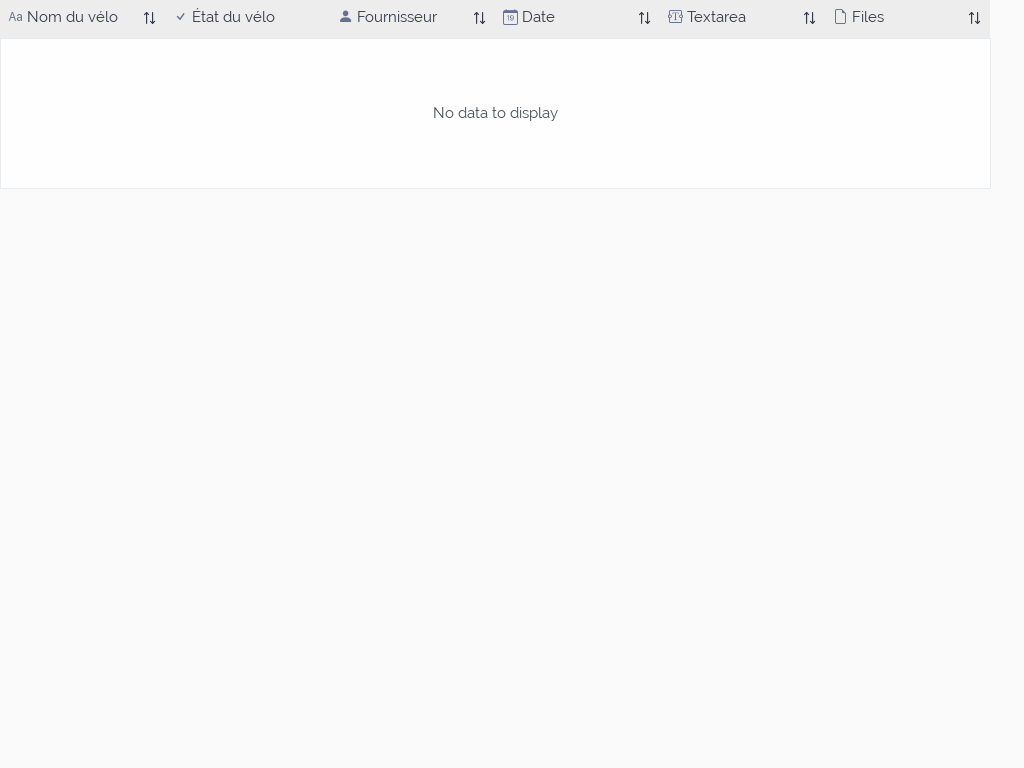 Aa Nom du vélo État du vélo Fournisseur 19 Date T Textarea Files
No data to display